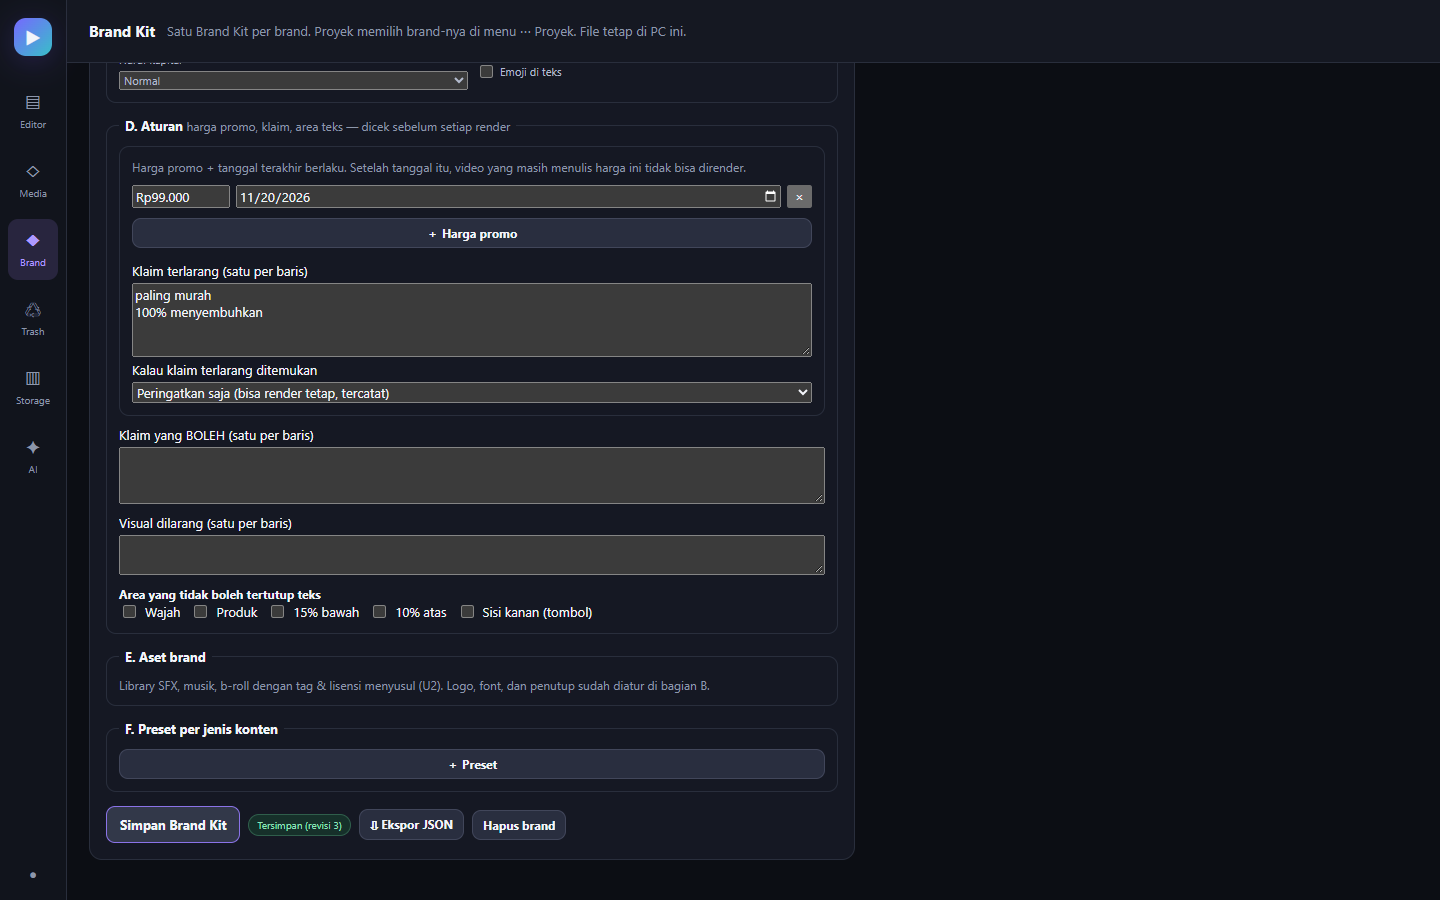 Brand Kit Satu Brand Kit per brand. Proyek memilih brand-nya di menu ··· Proyek. File tetap di PC ini.
Editor
Media
Brand
Trash
Storage
AI
Normal
Emoji di teks
D. Aturan harga promo, klaim, area teks — dicek sebelum setiap render
Harga promo + tanggal terakhir berlaku. Setelah tanggal itu, video yang masih menulis harga ini tidak bisa dirender.
Rp99.000 11/20/2026 ×
+ Harga promo
Klaim terlarang (satu per baris)
paling murah
100% menyembuhkan
Kalau klaim terlarang ditemukan
Peringatkan saja (bisa render tetap, tercatat)
Klaim yang BOLEH (satu per baris)
Visual dilarang (satu per baris)
Area yang tidak boleh tertutup teks
Wajah Produk 15% bawah 10% atas Sisi kanan (tombol)
E. Aset brand
Library SFX, musik, b-roll dengan tag & lisensi menyusul (U2). Logo, font, dan penutup sudah diatur di bagian B.
F. Preset per jenis konten
+ Preset
Simpan Brand Kit Tersimpan (revisi 3) ⇩ Ekspor JSON Hapus brand